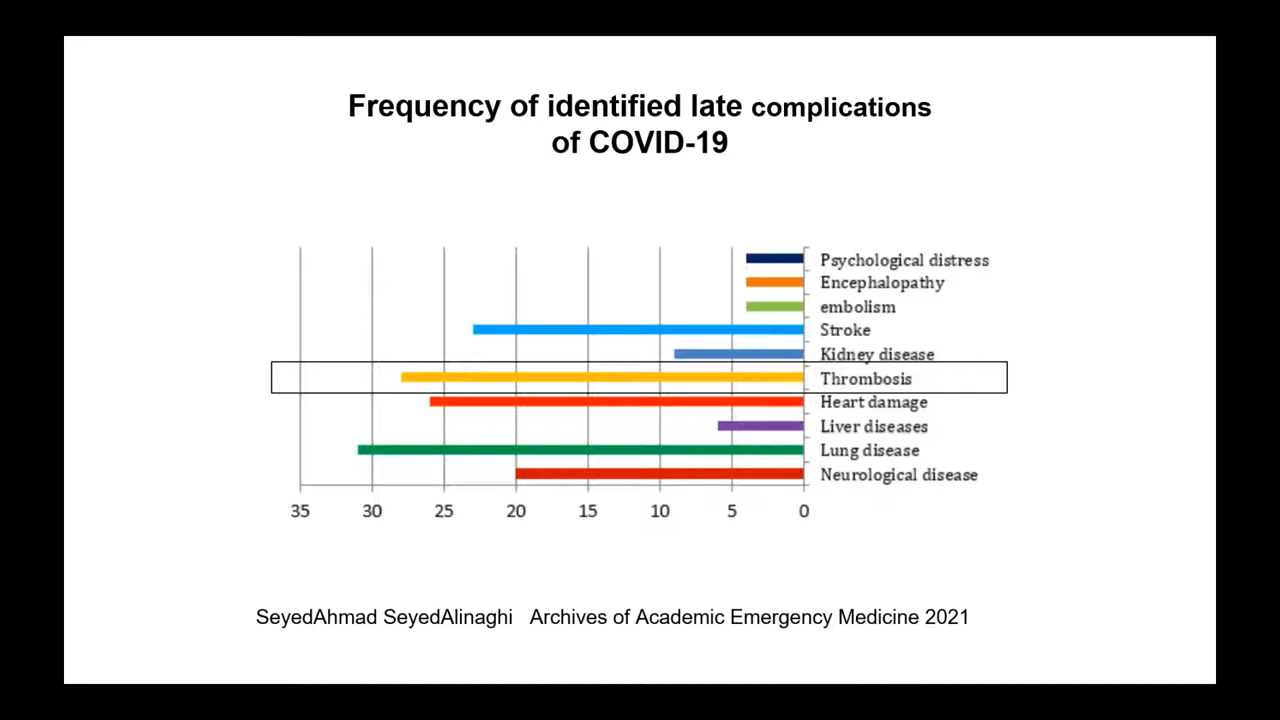 Frequency of identified late complications
of COVID-19
Psychological distress
Encephalopathy
embolism
Stroke
Kidney disease
Thrombosis
Heart damage
Liver diseases
Lung disease
Neurological disease
35 30 25 20 15 10 5 0
SeyedAhmad SeyedAlinaghi Archives of Academic Emergency Medicine 2021